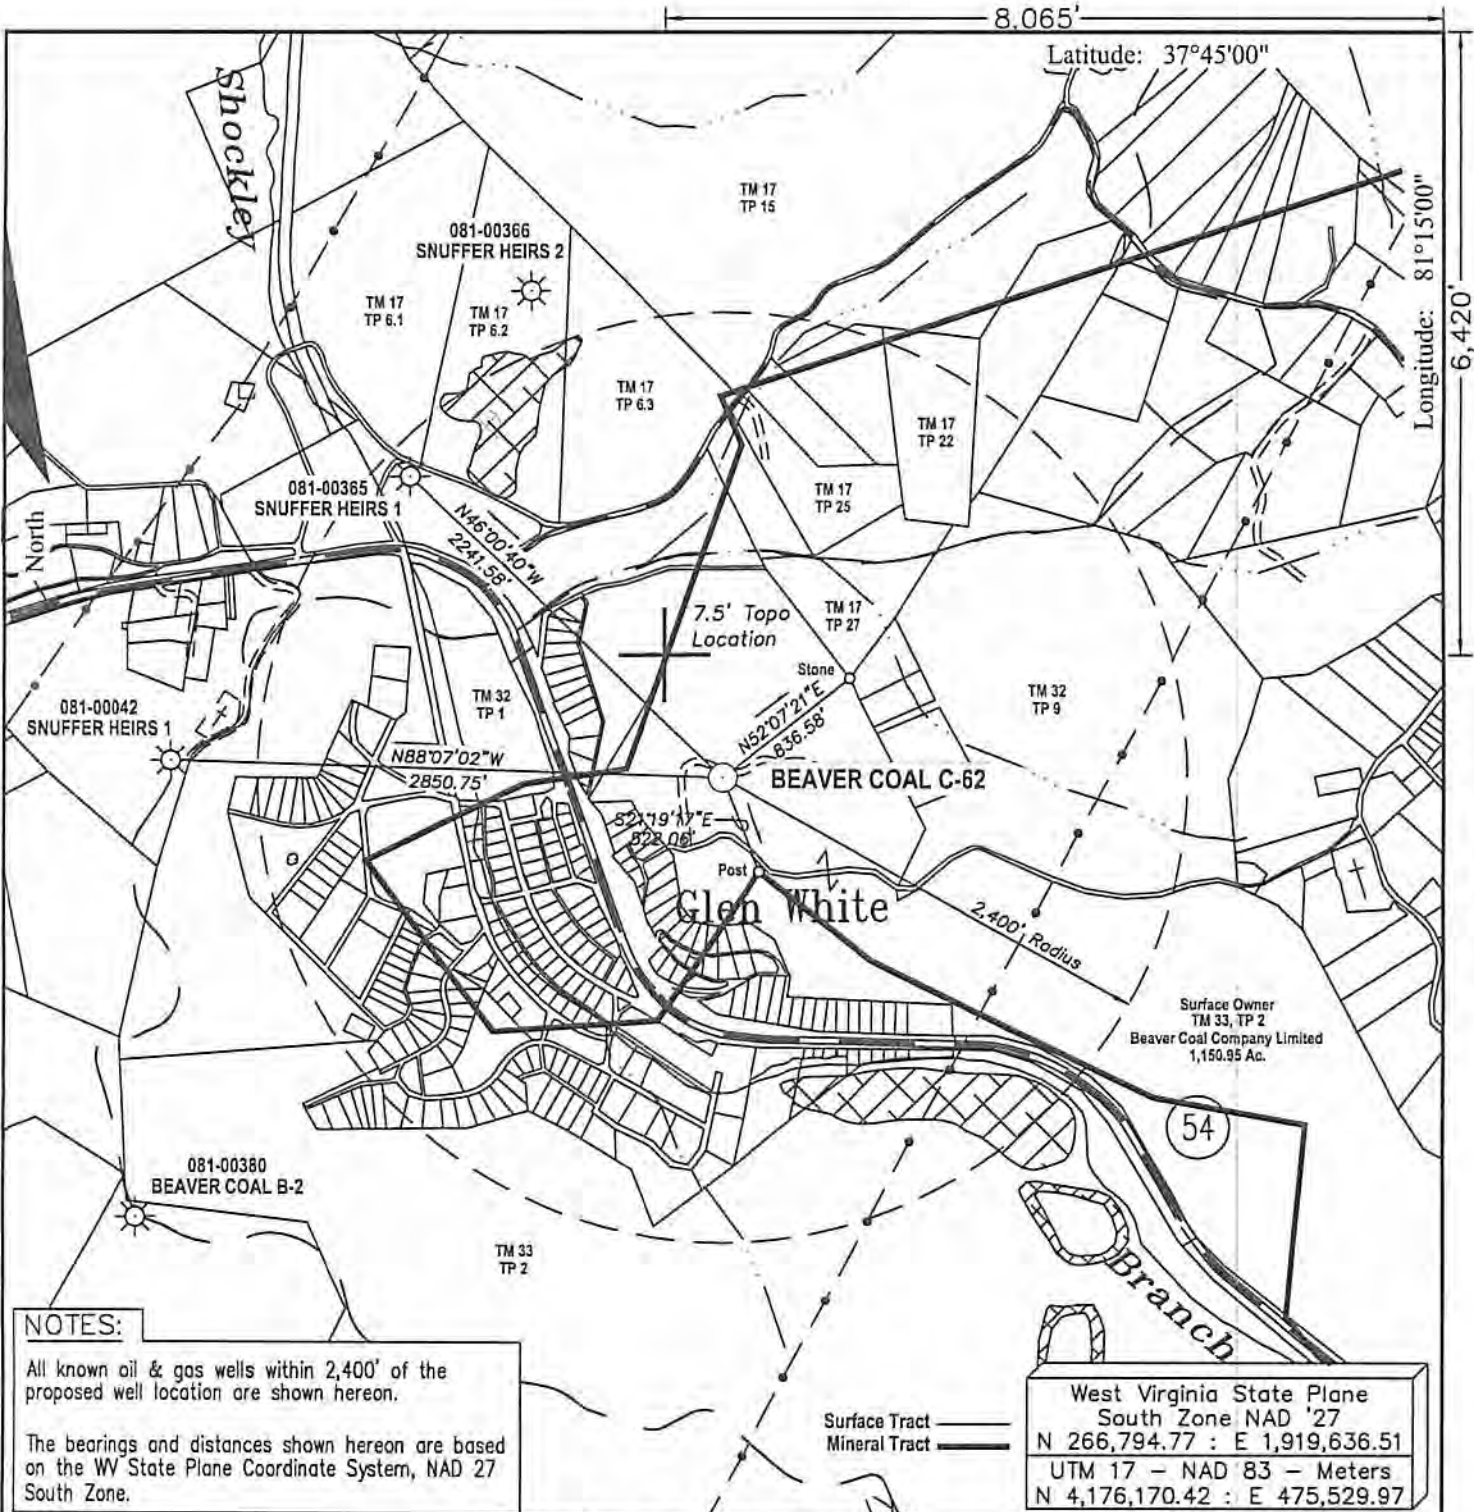 8,065'
Latitude: 37°45'00"
Longitude: 81°15'00"
6,420'
Shockley
TM 17
TP 15
081-00366
SNUFFER HEIRS 2
TM 17
TP 6.1
TM 17
TP 6.2
TM 17
TP 6.3
TM 17
TP 22
081-00365
SNUFFER HEIRS 1
TM 17
TP 25
North
N46°00'40"W
2241.58'
7.5' Topo
Location
TM 17
TP 27
Stone
TM 32
TP 1
TM 32
TP 9
081-00042
SNUFFER HEIRS 1
N52°07'21"E
836.58'
N88°07'02"W
2850.75'
BEAVER COAL C-62
S21°19'17"E
522.06'
Post
Glen White
2,400' Radius
Surface Owner
TM 33, TP 2
Beaver Coal Company Limited
1,150.95 Ac.
54
081-00380
BEAVER COAL B-2
TM 33
TP 2
Branch
NOTES:
All known oil & gas wells within 2,400' of the
proposed well location are shown hereon.
The bearings and distances shown hereon are based
on the WV State Plane Coordinate System, NAD 27
South Zone.
Surface Tract
Mineral Tract
West Virginia State Plane
South Zone NAD '27
N 266,794.77 : E 1,919,636.51
UTM 17 - NAD 83 - Meters
N 4,176,170.42 : E 475,529.97